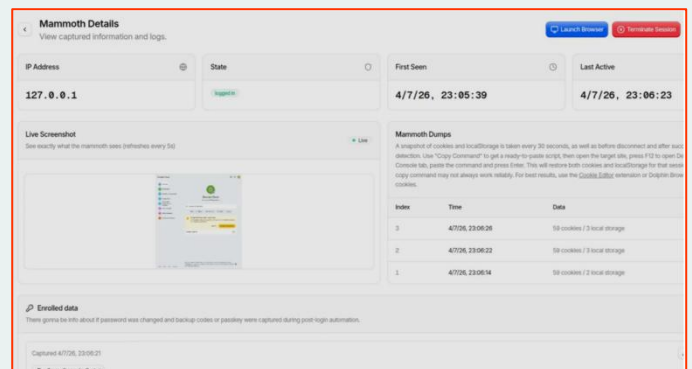 Mammoth Details
View captured information and logs.
Launch Browser
Terminate Session
IP Address
127.0.0.1
State
logged in
First Seen
4/7/26, 23:05:39
Last Active
4/7/26, 23:06:23
Live Screenshot
See exactly what the mammoth sees (refreshes every 5s)
Live
Mammoth Dumps
A snapshot of cookies and localStorage is taken every 30 seconds, as well as before disconnect and after succ
detection. Use "Copy Command" to get a ready-to-paste script, then open the target site, press F12 to open De
Console tab, paste the command and press Enter. This will restore both cookies and localStorage for that sessi
copy command may not always work reliably. For best results, use the Cookie Editor extension or Dolphin Brow
cookies.
Index Time Data
3 4/7/26, 23:06:26 59 cookies / 3 local storage
2 4/7/26, 23:06:22 59 cookies / 3 local storage
1 4/7/26, 23:06:14 59 cookies / 2 local storage
Enrolled data
There gonna be info about if password was changed and backup codes or passkey were captured during post-login automation.
Captured 4/7/26, 23:06:21